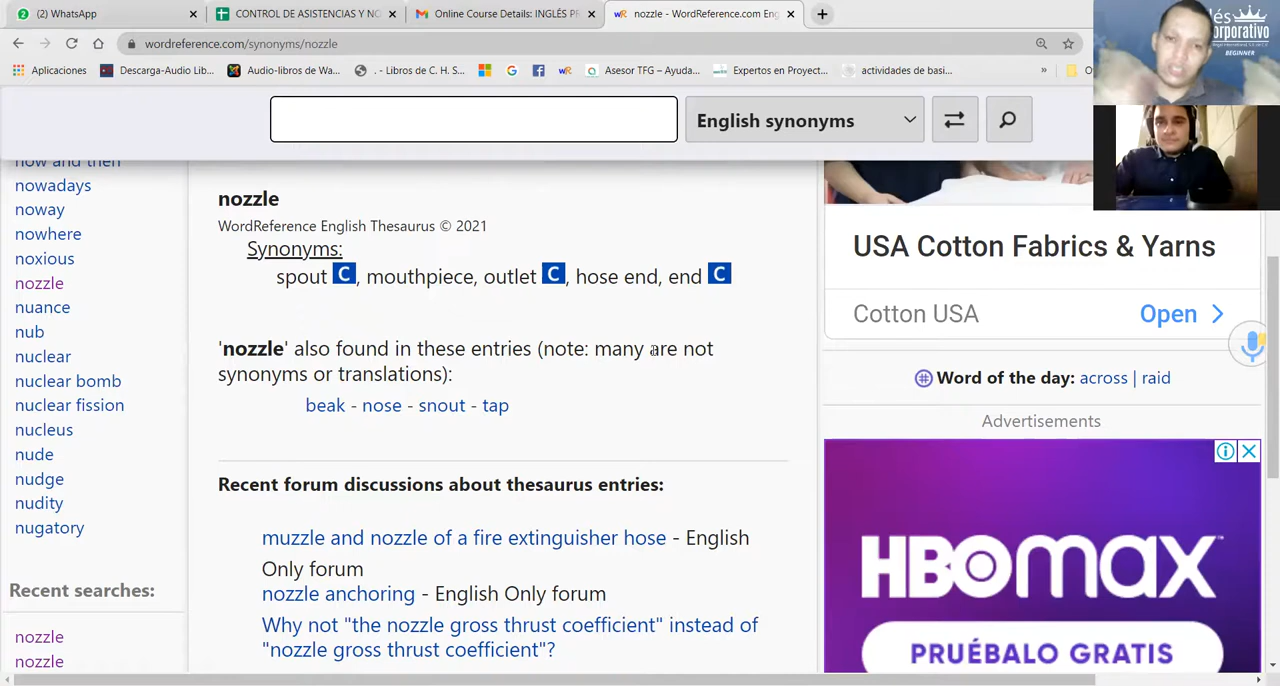 (2) WhatsApp
CONTROL DE ASISTENCIAS Y NO
Online Course Details: INGLÉS PR
nozzle - WordReference.com Eng
wordreference.com/synonyms/nozzle
Aplicaciones
Descarga-Audio Lib...
Audio-libros de Wa...
. - Libros de C. H. S...
Asesor TFG – Ayuda...
Expertos en Proyect...
actividades de basi...
»
lés
orporativo
BEGINNER
English synonyms
now and then
nowadays
noway
nowhere
noxious
nozzle
nuance
nub
nuclear
nuclear bomb
nuclear fission
nucleus
nude
nudge
nudity
nugatory
Recent searches:
nozzle
nozzle
nozzle
WordReference English Thesaurus © 2021
Synonyms:
spout C, mouthpiece, outlet C, hose end, end C
'nozzle' also found in these entries (note: many are not
synonyms or translations):
beak - nose - snout - tap
Recent forum discussions about thesaurus entries:
muzzle and nozzle of a fire extinguisher hose - English
Only forum
nozzle anchoring - English Only forum
Why not "the nozzle gross thrust coefficient" instead of
"nozzle gross thrust coefficient"?
USA Cotton Fabrics & Yarns
Cotton USA
Open
Word of the day: across | raid
Advertisements
HBOMAX
PRUÉBALO GRATIS